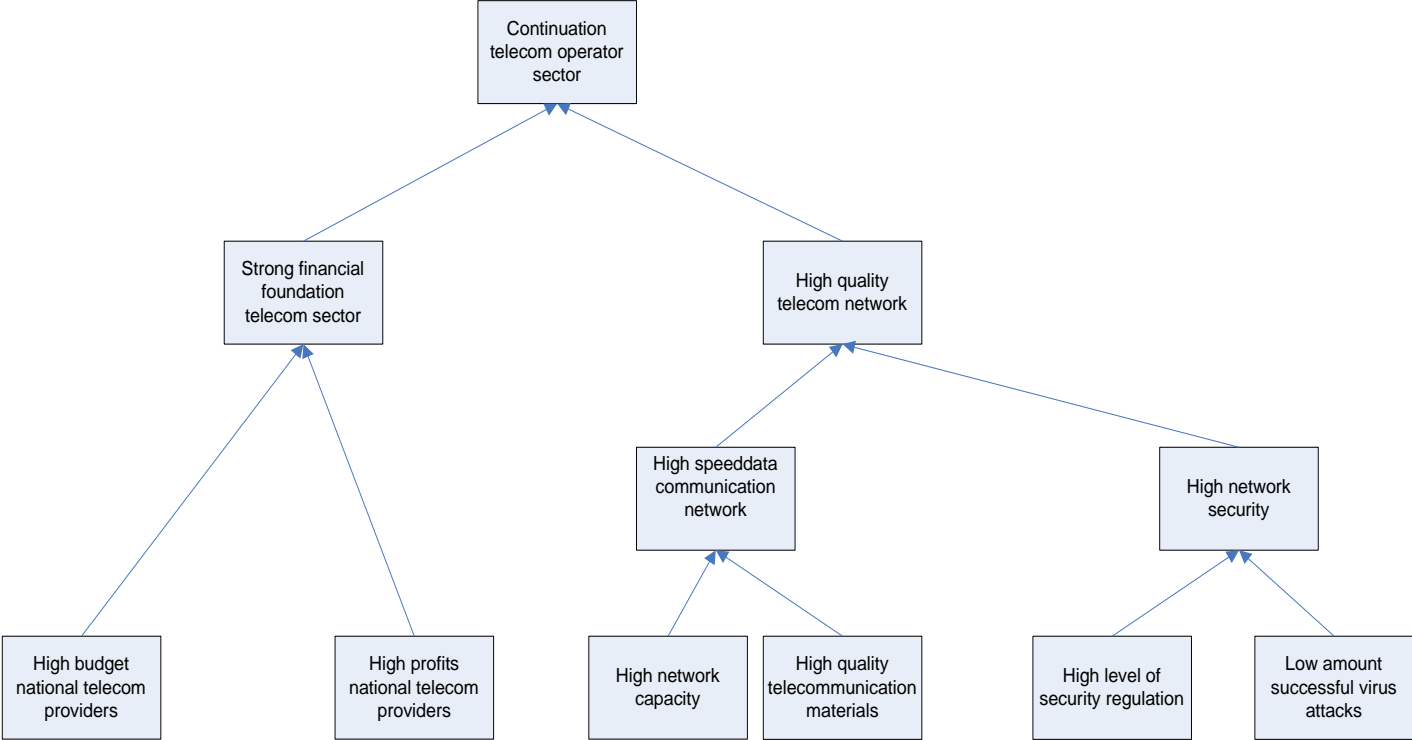 Continuation
telecom operator
sector
Strong financial
foundation
telecom sector
High quality
telecom network
High speeddata
communication
network
High network
security
High budget
national telecom
providers
High profits
national telecom
providers
High network
capacity
High quality
telecommunication
materials
High level of
security regulation
Low amount
successful virus
attacks